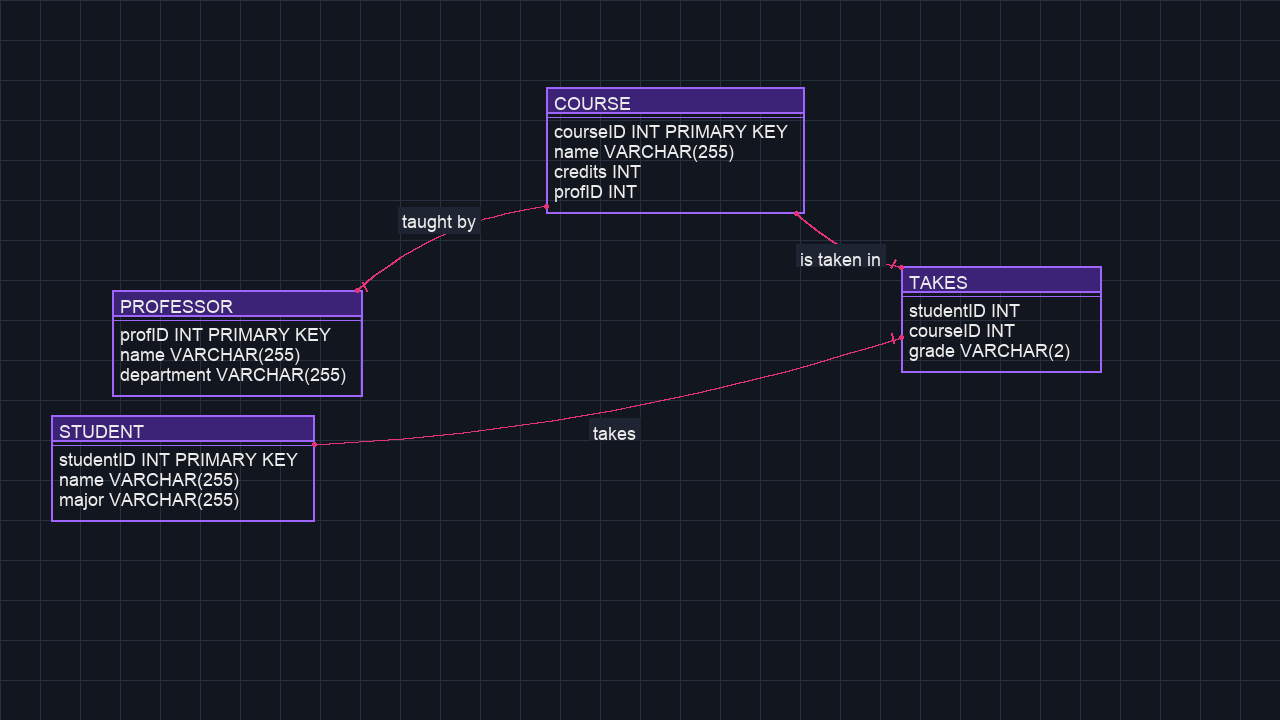 COURSE
courseID INT PRIMARY KEY
name VARCHAR(255)
credits INT
profID INT
taught by
is taken in
TAKES
studentID INT
courseID INT
grade VARCHAR(2)
PROFESSOR
profID INT PRIMARY KEY
name VARCHAR(255)
department VARCHAR(255)
STUDENT
studentID INT PRIMARY KEY
name VARCHAR(255)
major VARCHAR(255)
takes